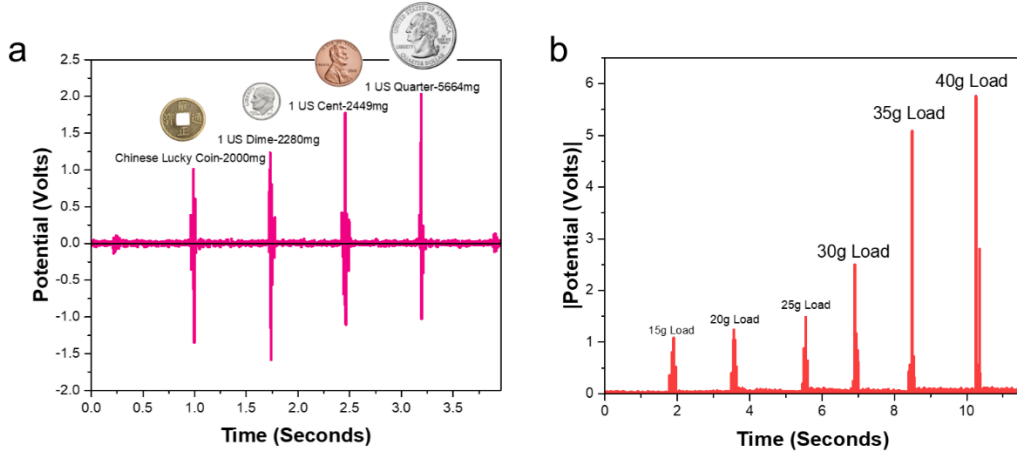 a
2.5
2.0
1.5
1.0
0.5
0.0
-0.5
-1.0
-1.5
-2.0
Potential (Volts)
Chinese Lucky Coin-2000mg
1 US Dime-2280mg
1 US Cent-2449mg
1 US Quarter-5664mg
0.0 0.5 1.0 1.5 2.0 2.5 3.0 3.5
Time (Seconds)
b
6
5
4
3
2
1
0
|Potential (Volts)|
15g Load
20g Load
25g Load
30g Load
35g Load
40g Load
0 2 4 6 8 10
Time (Seconds)